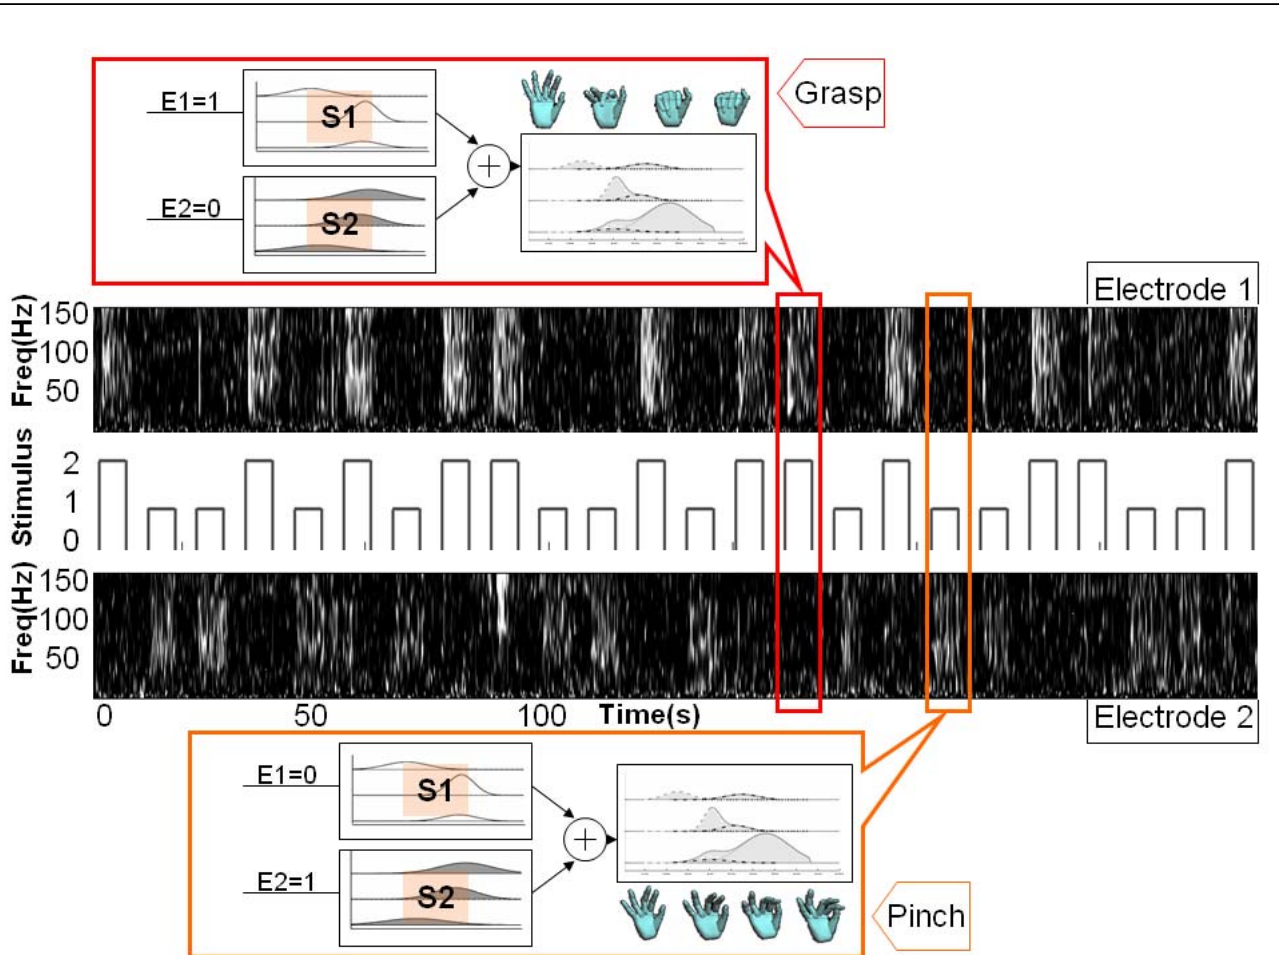 Grasp
E1=1
S1
E2=0
S2
Electrode 1
Freq(Hz)
150
100
50
Stimulus
2
1
0
Freq(Hz)
150
100
50
0
50
100
Time(s)
Electrode 2
E1=0
S1
E2=1
S2
Pinch